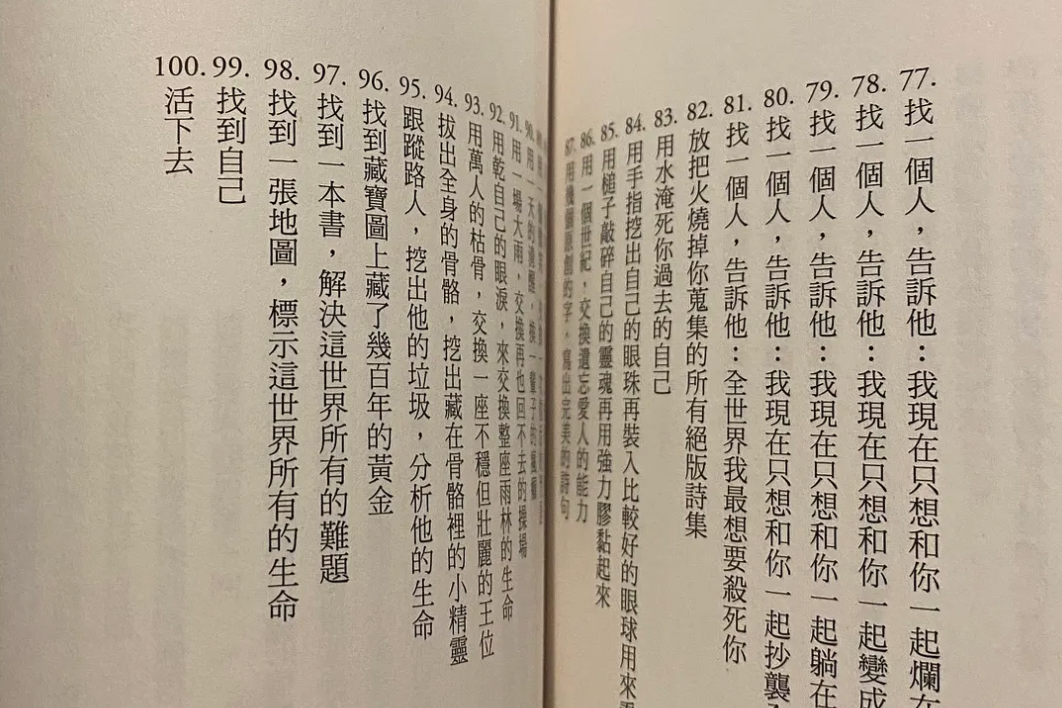 77. 找一個人，告訴他：我現在只想和你一起爛在
78. 找一個人，告訴他：我現在只想和你一起變成
79. 找一個人，告訴他：我現在只想和你一起躺在
80. 找一個人，告訴他：我現在只想和你一起抄襲
81. 找一個人，告訴他：全世界我最想要殺死你
82. 放把火燒掉你蒐集的所有絕版詩集
83. 用水淹死你過去的自己
84. 用手指挖出自己的眼珠再裝入比較好的眼球用來
85. 用槌子敲碎自己的靈魂再用強力膠黏起來
86. 用一個世紀，交換遺忘愛人的能力
87. 用幾個原創的字，寫出完美的詩句
90. 用一天的清醒，換一輩子的
91. 用一場大雨，交換再也回不去的操場
92. 用乾自己的眼淚，來交換整座雨林的生命
93. 用萬人的枯骨，交換一座不穩但壯麗的王位
94. 拔出全身的骨骼，挖出藏在骨骼裡的小精靈
95. 跟蹤路人，挖出他的垃圾，分析他的生命
96. 找到藏寶圖上藏了幾百年的黃金
97. 找到一本書，解決這世界所有的難題
98. 找到一張地圖，標示這世界所有的生命
99. 找到自己
100. 活下去